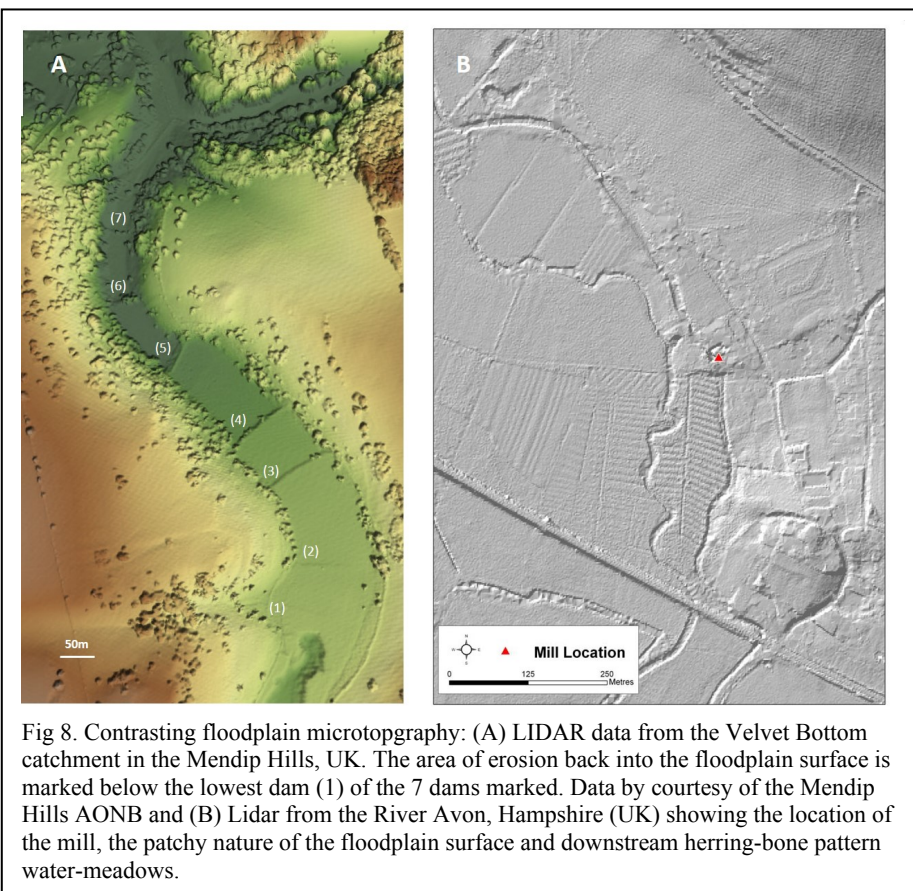 A
B
(7)
(6)
(5)
(4)
(3)
(2)
(1)
50m
N
W E
S
Mill Location
0 125 250
Metres
Fig 8. Contrasting floodplain microtopgraphy: (A) LIDAR data from the Velvet Bottom
catchment in the Mendip Hills, UK. The area of erosion back into the floodplain surface is
marked below the lowest dam (1) of the 7 dams marked. Data by courtesy of the Mendip
Hills AONB and (B) Lidar from the River Avon, Hampshire (UK) showing the location of
the mill, the patchy nature of the floodplain surface and downstream herring-bone pattern
water-meadows.